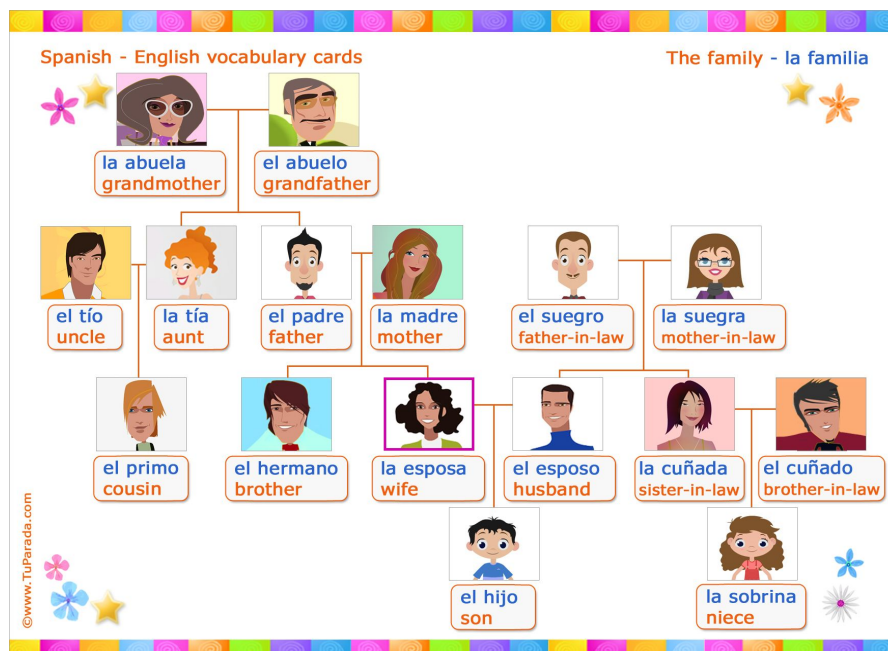 Spanish - English vocabulary cards
The family - la familia
la abuela
grandmother
el abuelo
grandfather
el tío
uncle
la tía
aunt
el padre
father
la madre
mother
el suegro
father-in-law
la suegra
mother-in-law
el primo
cousin
el hermano
brother
la esposa
wife
el esposo
husband
la cuñada
sister-in-law
el cuñado
brother-in-law
el hijo
son
la sobrina
niece
©www.TuParada.com